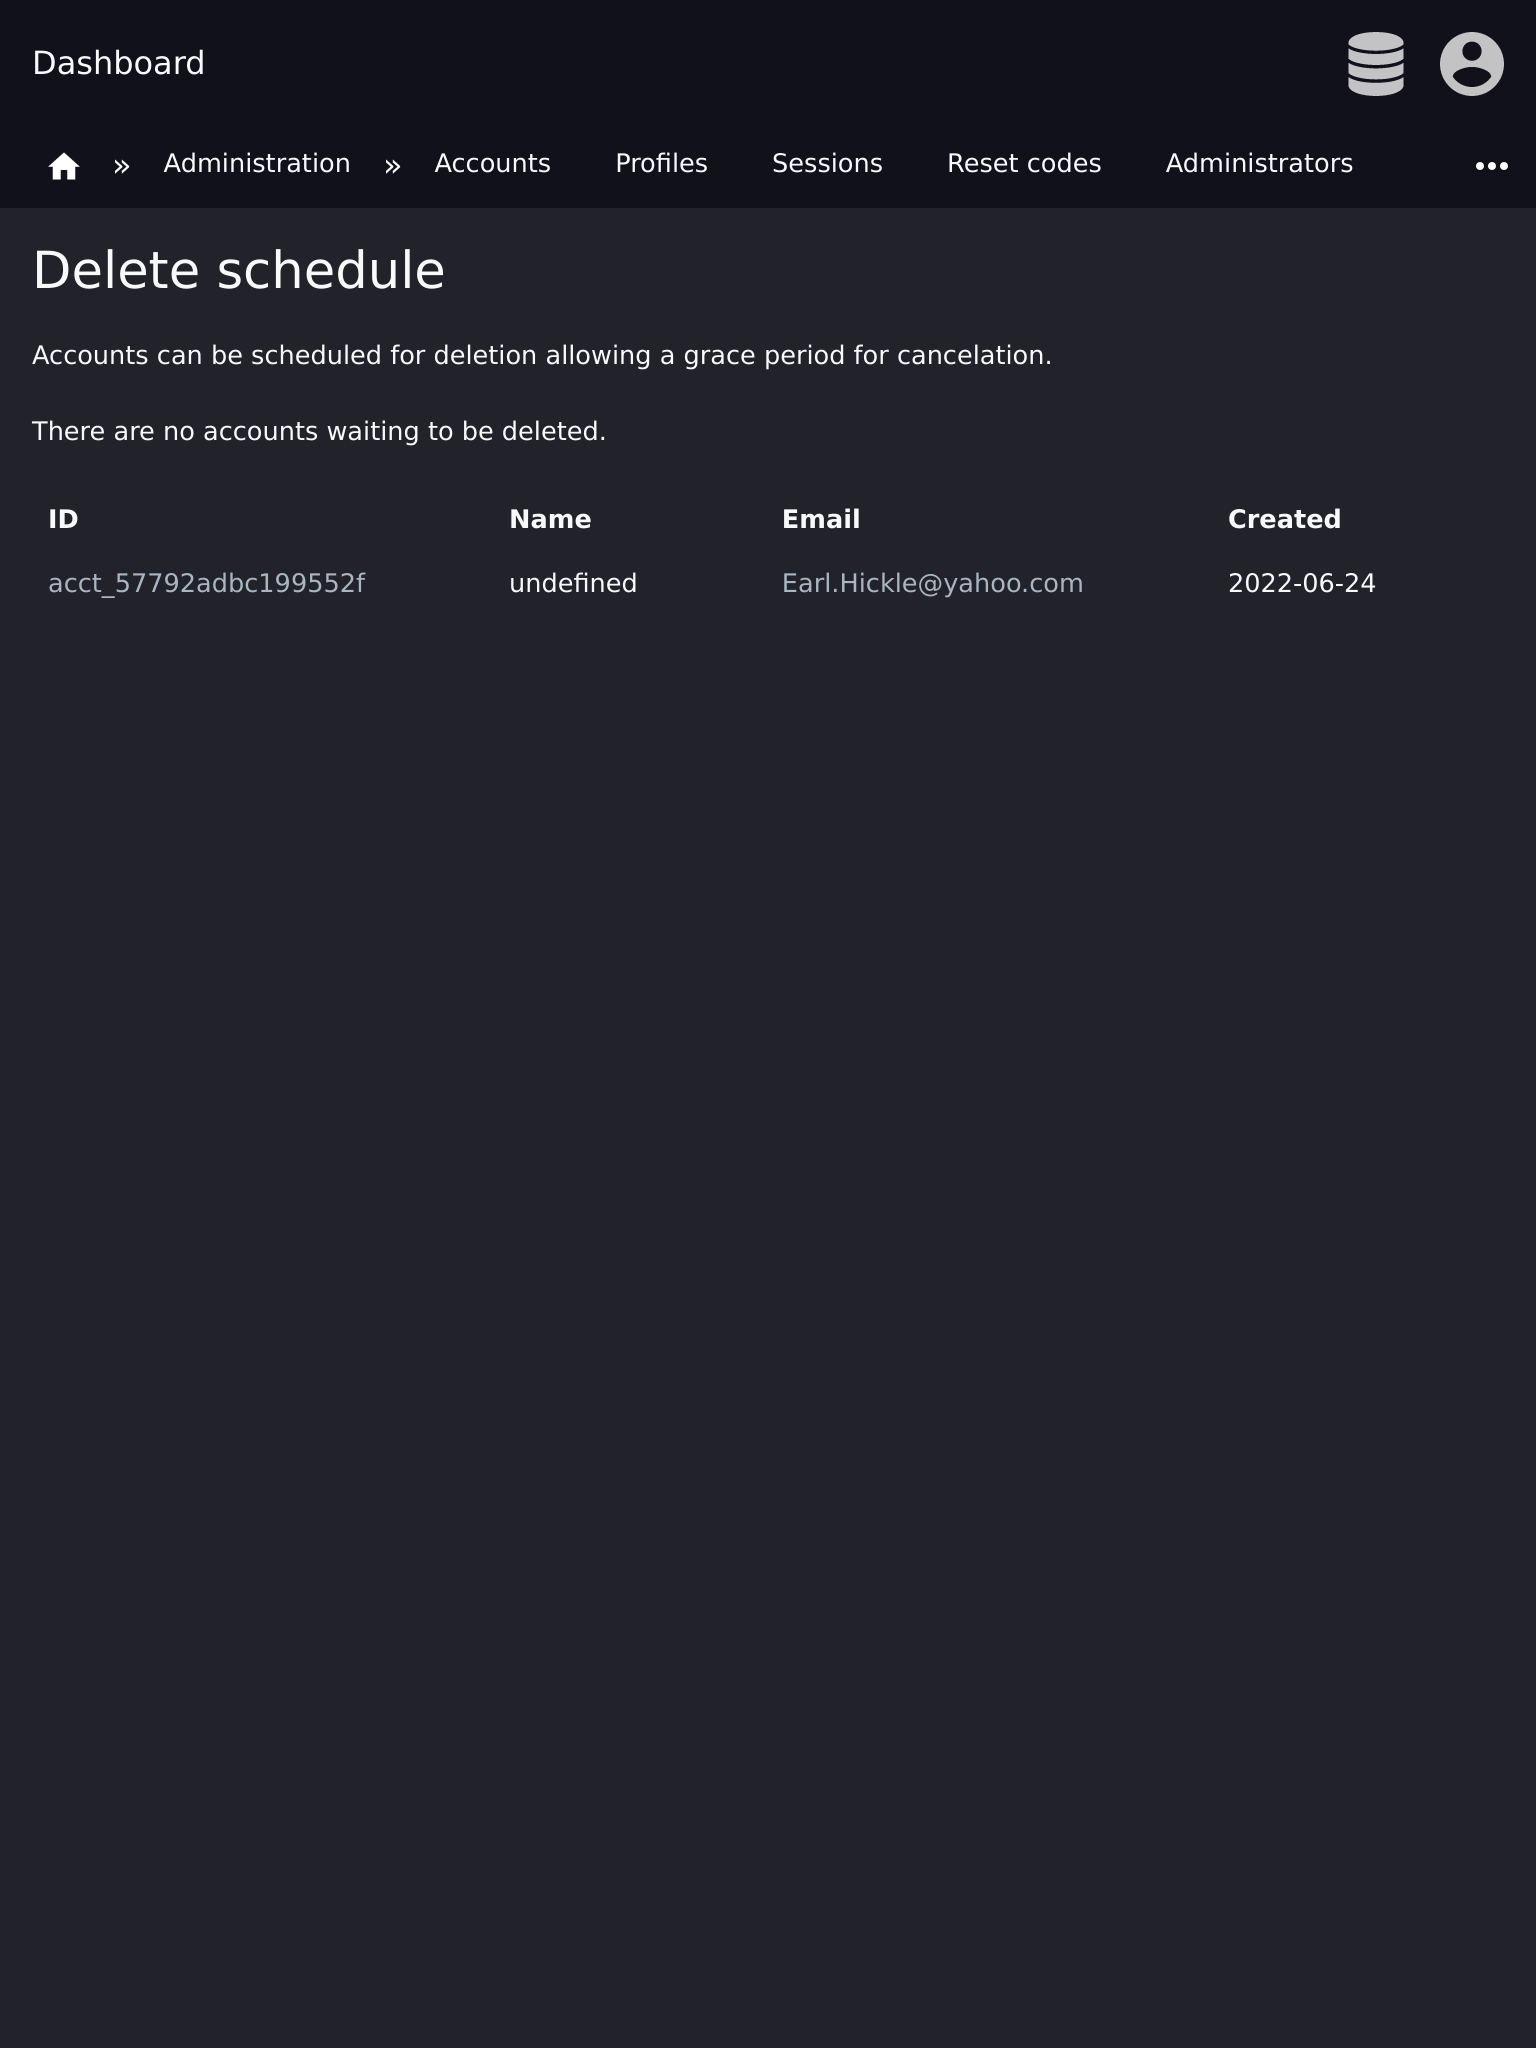 Dashboard
» Administration » Accounts Profiles Sessions Reset codes Administrators •••
Delete schedule
Accounts can be scheduled for deletion allowing a grace period for cancelation.
There are no accounts waiting to be deleted.
ID Name Email Created
acct_57792adbc199552f undefined Earl.Hickle@yahoo.com 2022-06-24